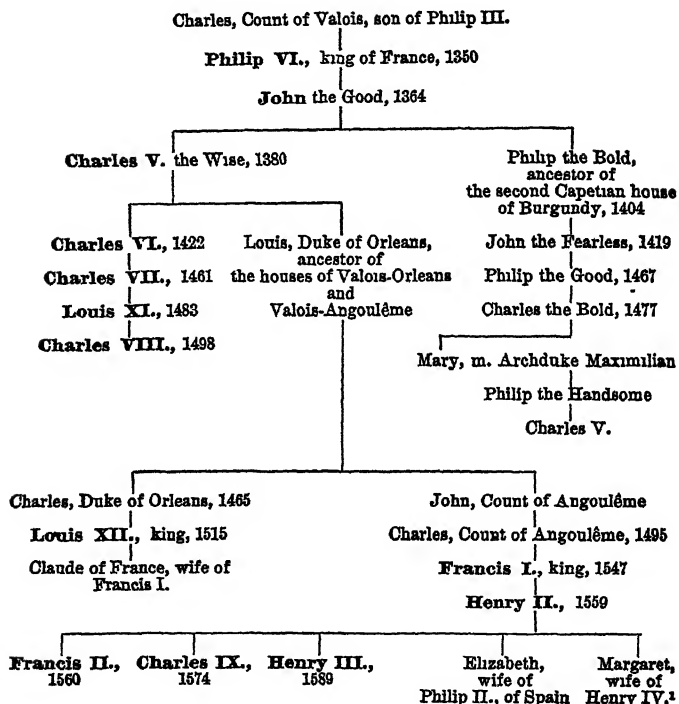 Charles, Count of Valois, son of Philip III.
Philip VI., king of France, 1350
John the Good, 1364
Charles V. the Wise, 1380
Philip the Bold,
ancestor of
the second Capetian house
of Burgundy, 1404
Charles VI., 1422
Charles VII., 1461
Louis XI., 1483
Charles VIII., 1498
Louis, Duke of Orleans,
ancestor of
the houses of Valois-Orleans
and
Valois-Angoulême
John the Fearless, 1419
Philip the Good, 1467
Charles the Bold, 1477
Mary, m. Archduke Maximilian
Philip the Handsome
Charles V.
Charles, Duke of Orleans, 1465
Louis XII., king, 1515
Claude of France, wife of
Francis I.
John, Count of Angoulême
Charles, Count of Angoulême, 1495
Francis I., king, 1547
Henry II., 1559
Francis II.,
1560
Charles IX.,
1574
Henry III.,
1589
Elizabeth,
wife of
Philip II., of Spain
Margaret,
wife of
Henry IV.¹